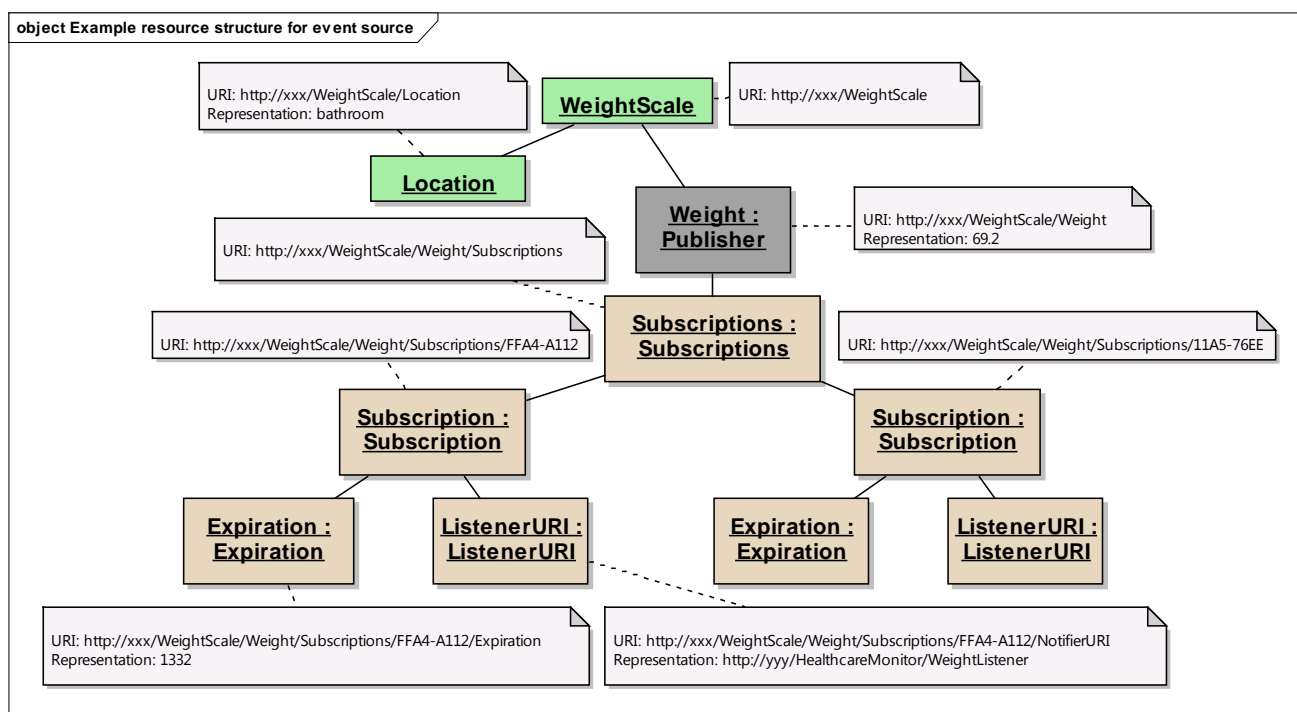 object Example resource structure for event source
URI: http://xxx/WeightScale/Location
Representation: bathroom
WeightScale
URI: http://xxx/WeightScale
Location
Weight :
Publisher
URI: http://xxx/WeightScale/Weight
Representation: 69.2
URI: http://xxx/WeightScale/Weight/Subscriptions
Subscriptions :
Subscriptions
URI: http://xxx/WeightScale/Weight/Subscriptions/FFA4-A112
URI: http://xxx/WeightScale/Weight/Subscriptions/11A5-76EE
Subscription :
Subscription
Subscription :
Subscription
Expiration :
Expiration
ListenerURI :
ListenerURI
Expiration :
Expiration
ListenerURI :
ListenerURI
URI: http://xxx/WeightScale/Weight/Subscriptions/FFA4-A112/Expiration
Representation: 1332
URI: http://xxx/WeightScale/Weight/Subscriptions/FFA4-A112/NotifierURI
Representation: http://yyy/HealthcareMonitor/WeightListener